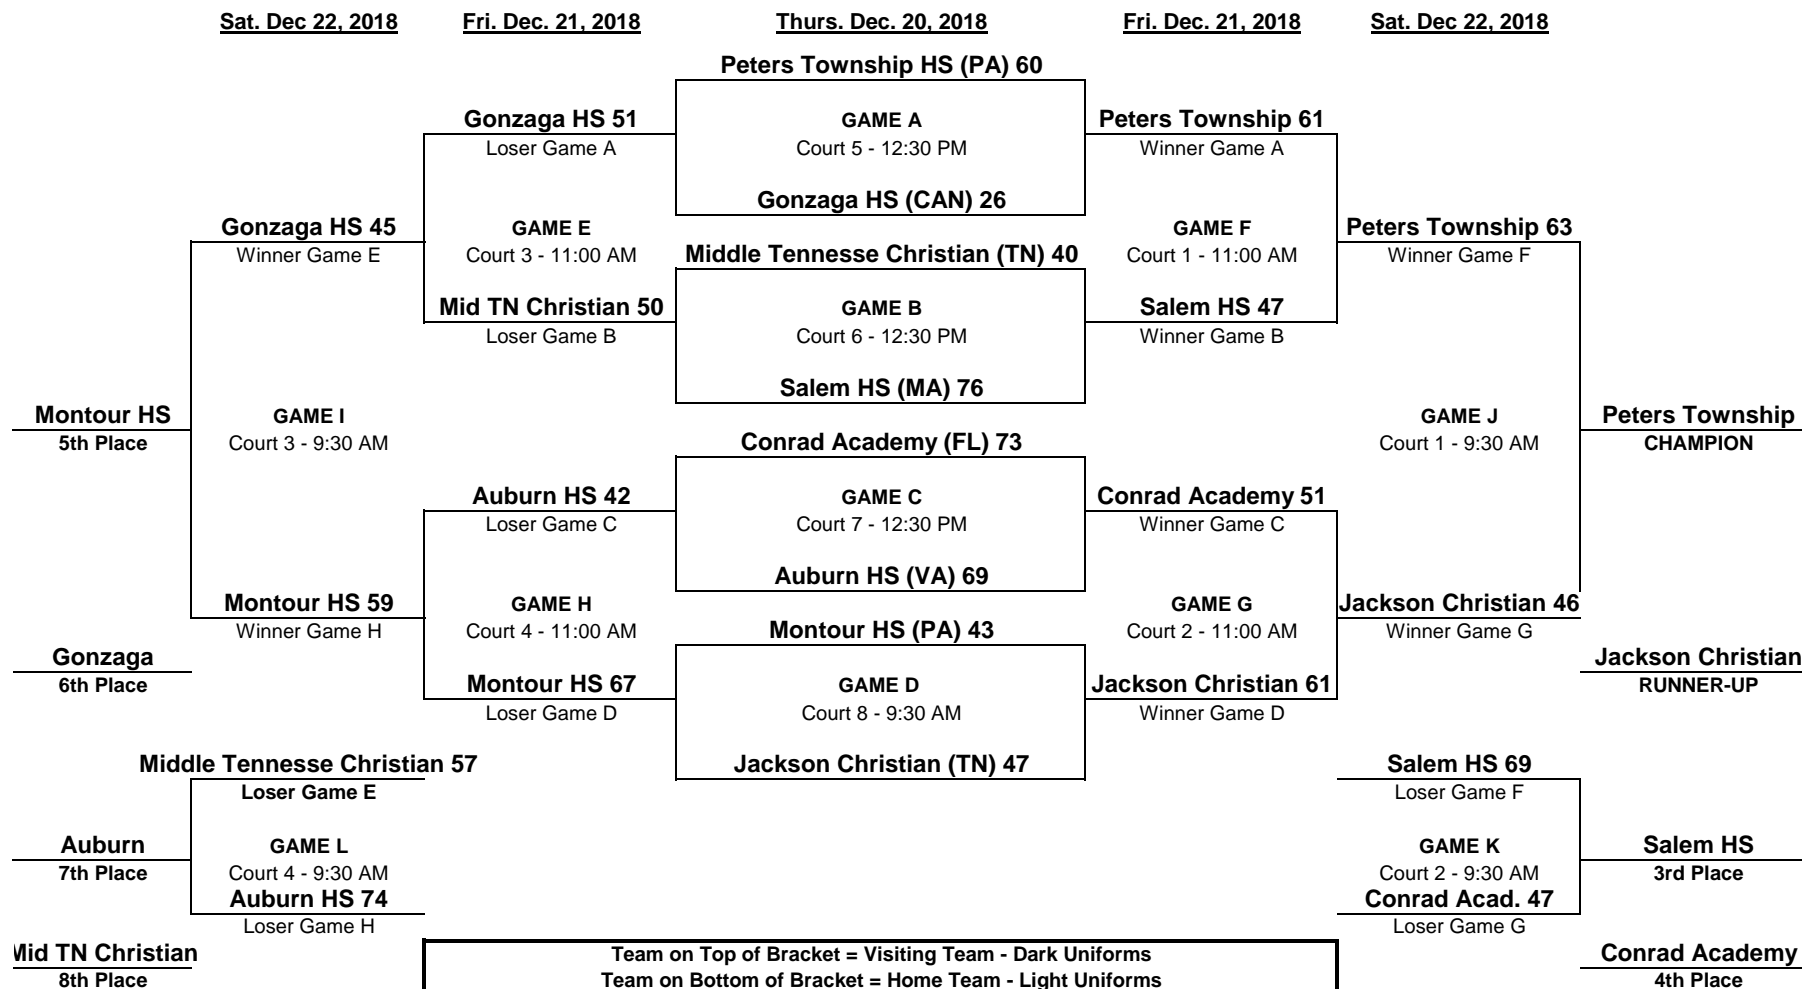 Sat. Dec 22, 2018 Fri. Dec. 21, 2018 Thurs. Dec. 20, 2018 Fri. Dec. 21, 2018 Sat. Dec 22, 2018
Peters Township HS (PA) 60
Gonzaga HS 51 GAME A Peters Township 61
Loser Game A Court 5 - 12:30 PM Winner Game A
Gonzaga HS (CAN) 26
Gonzaga HS 45 GAME E GAME F Peters Township 63
Winner Game E Court 3 - 11:00 AM Middle Tennesse Christian (TN) 40 Court 1 - 11:00 AM Winner Game F
Mid TN Christian 50 GAME B Salem HS 47
Loser Game B Court 6 - 12:30 PM Winner Game B
Salem HS (MA) 76
Montour HS GAME I GAME J Peters Township
5th Place Court 3 - 9:30 AM Conrad Academy (FL) 73 Court 1 - 9:30 AM CHAMPION
Auburn HS 42 GAME C Conrad Academy 51
Loser Game C Court 7 - 12:30 PM Winner Game C
Auburn HS (VA) 69
Montour HS 59 GAME H GAME G Jackson Christian 46
Winner Game H Court 4 - 11:00 AM Montour HS (PA) 43 Court 2 - 11:00 AM Winner Game G
Gonzaga Jackson Christian
6th Place Montour HS 67 GAME D Jackson Christian 61 RUNNER-UP
Loser Game D Court 8 - 9:30 AM Winner Game D
Middle Tennesse Christian 57 Jackson Christian (TN) 47 Salem HS 69
Loser Game E Loser Game F
Auburn GAME L GAME K Salem HS
7th Place Court 4 - 9:30 AM Court 2 - 9:30 AM 3rd Place
Auburn HS 74 Conrad Acad. 47
Loser Game H Loser Game G
Mid TN Christian Team on Top of Bracket = Visiting Team - Dark Uniforms Conrad Academy
8th Place Team on Bottom of Bracket = Home Team - Light Uniforms 4th Place